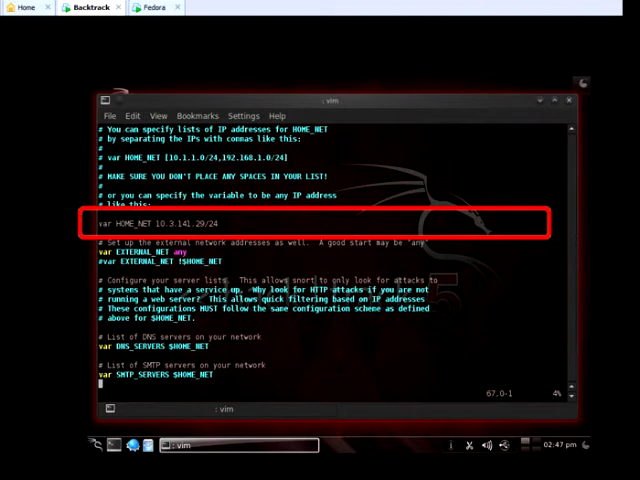 Home
Backtrack
Fedora
: vim
File Edit View Bookmarks Settings Help
# You can specify lists of IP addresses for HOME_NET
# by separating the IPs with commas like this:
#
# var HOME_NET [10.1.1.0/24,192.168.1.0/24]
#
# MAKE SURE YOU DON'T PLACE ANY SPACES IN YOUR LIST!
#
# or you can specify the variable to be any IP address
# like this:
var HOME_NET 10.3.141.29/24
# Set up the external network addresses as well. A good start may be "any"
var EXTERNAL_NET any
#var EXTERNAL_NET !$HOME_NET
# Configure your server lists. This allows snort to only look for attacks to
# systems that have a service up. Why look for HTTP attacks if you are not
# running a web server? This allows quick filtering based on IP addresses
# These configurations MUST follow the same configuration scheme as defined
# above for $HOME_NET.
# List of DNS servers on your network
var DNS_SERVERS $HOME_NET
# List of SMTP servers on your network
var SMTP_SERVERS $HOME_NET
67,0-1 4%
: vim
: vim
02:47 pm